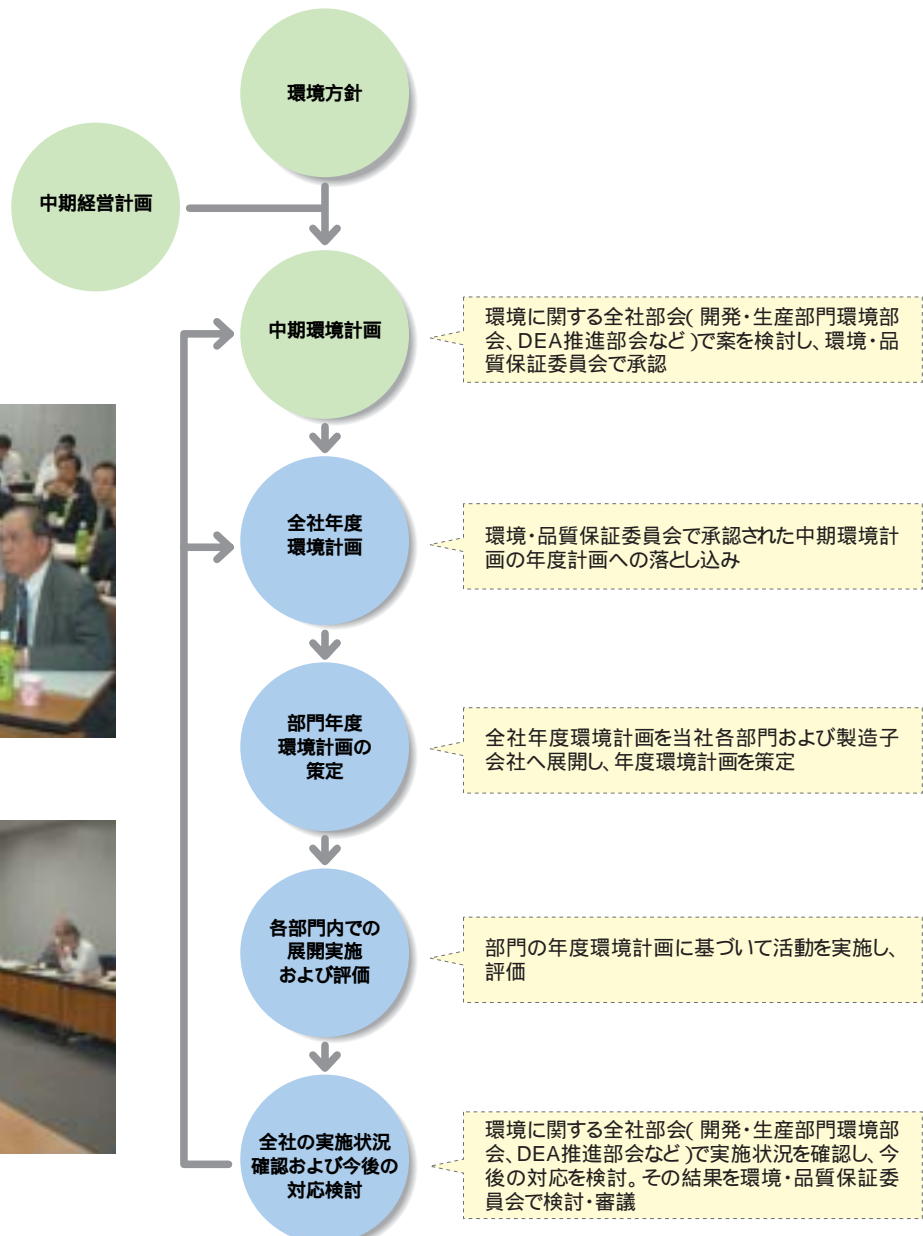 環境方針
中期経営計画
中期環境計画
環境に関する全社部会(開発・生産部門環境部
会、DEA推進部会など)で案を検討し、環境・品
質保証委員会で承認
全社年度
環境計画
環境・品質保証委員会で承認された中期環境計
画の年度計画への落とし込み
部門年度
環境計画の
策定
全社年度環境計画を当社各部門および製造子
会社へ展開し、年度環境計画を策定
各部門内での
展開実施
および評価
部門の年度環境計画に基づいて活動を実施し、
評価
全社の実施状況
確認および今後の
対応検討
環境に関する全社部会(開発・生産部門環境部
会、DEA推進部会など)で実施状況を確認し、今
後の対応を検討。その結果を環境・品質保証委
員会で検討・審議